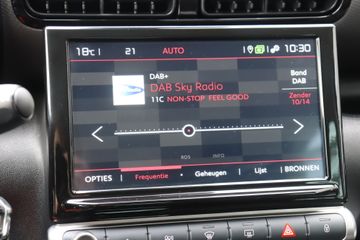 18°C 21 AUTO 10:30
DAB+
DAB Sky Radio
11C NON-STOP FEEL GOOD
Band
DAB
Zender
10/14
RDS INFO
OPTIES Frequentie Geheugen Lijst BRONNEN